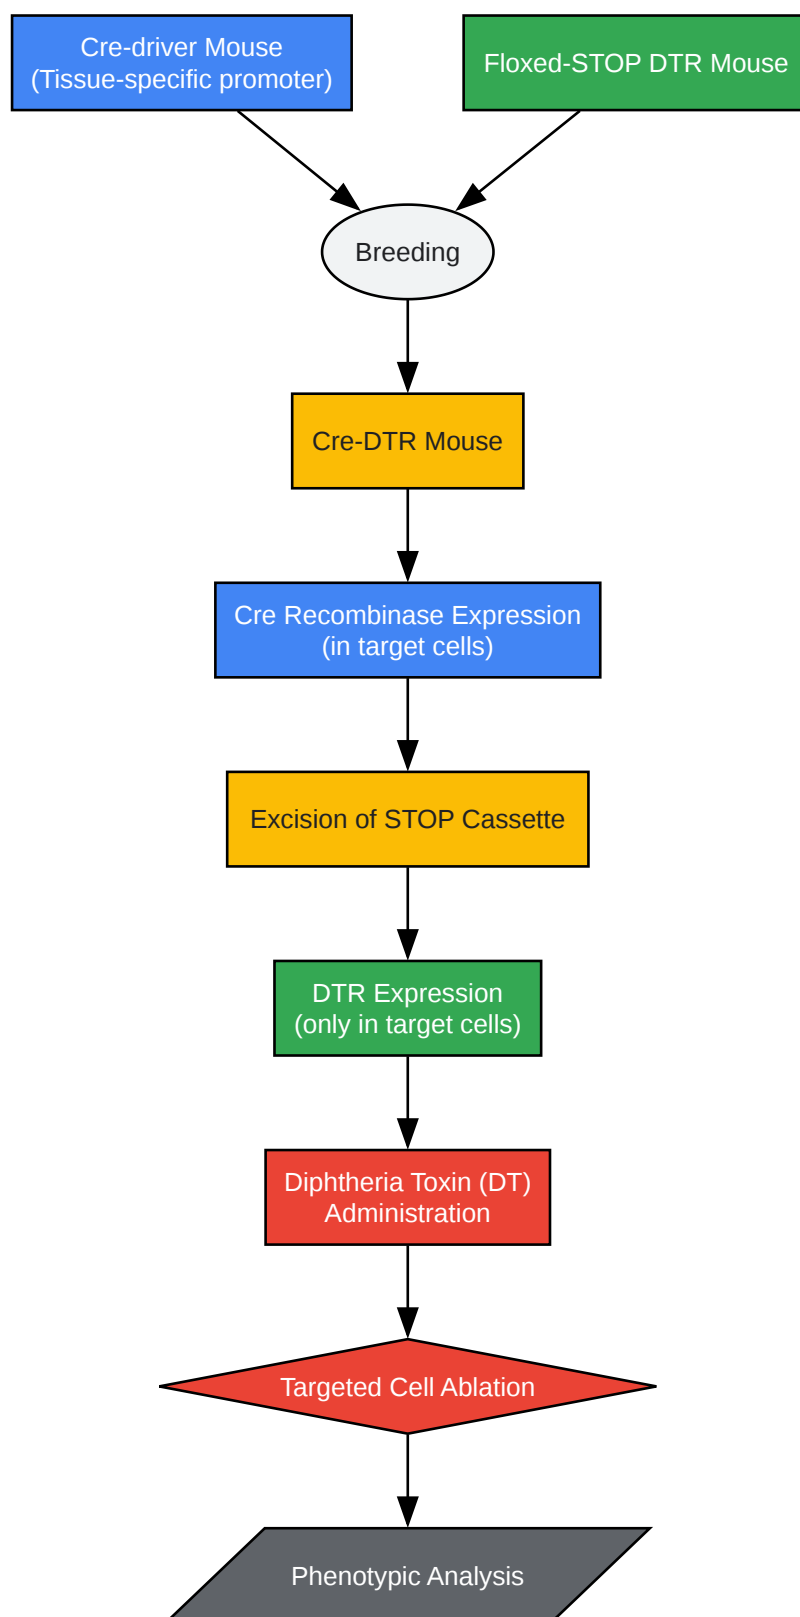 Cre-driver Mouse
(Tissue-specific promoter)
Floxed-STOP DTR Mouse
Breeding
Cre-DTR Mouse
Cre Recombinase Expression
(in target cells)
Excision of STOP Cassette
DTR Expression
(only in target cells)
Diphtheria Toxin (DT)
Administration
Targeted Cell Ablation
Phenotypic Analysis